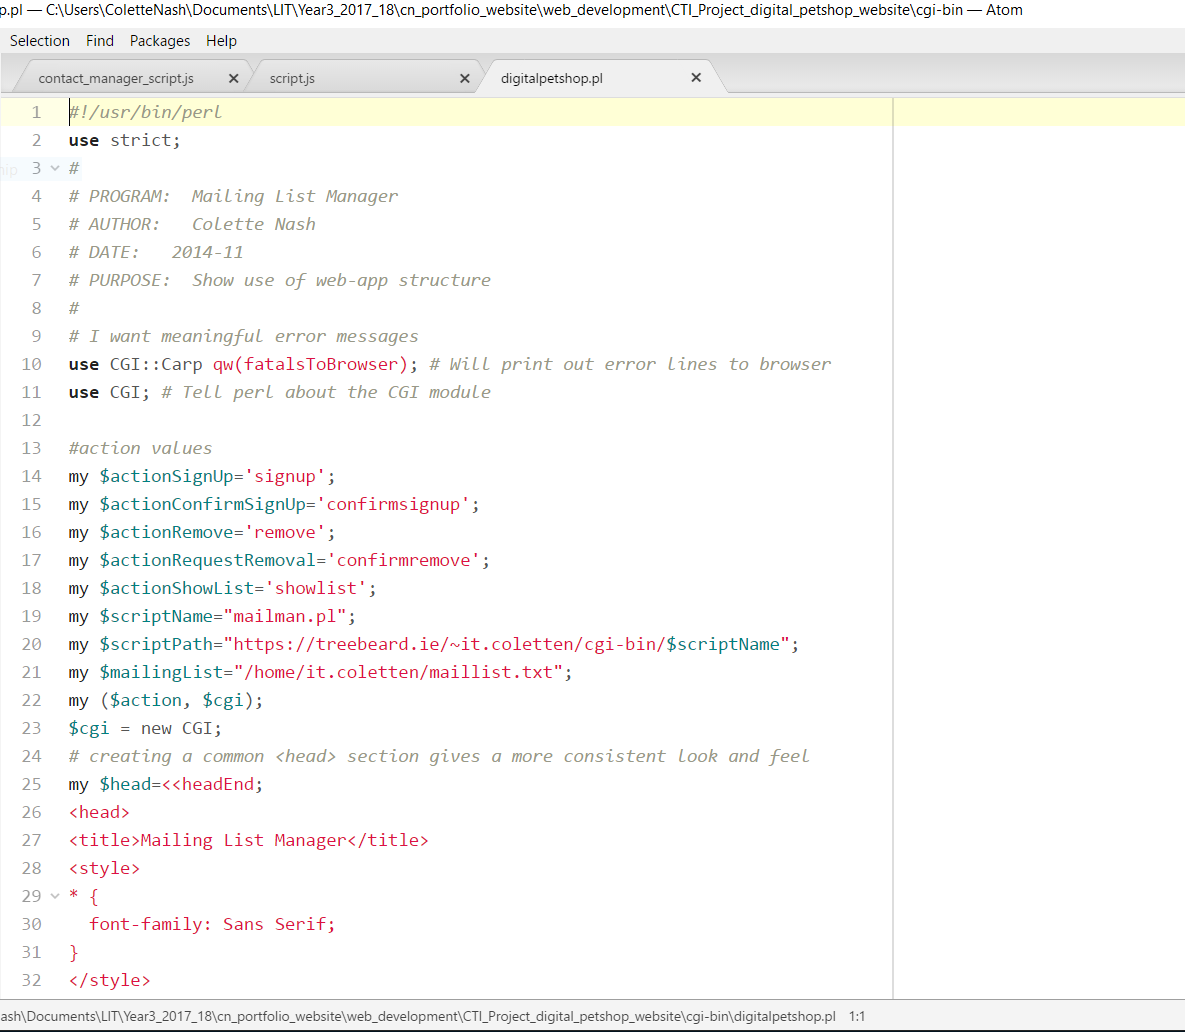 p.pl — C:\Users\ColetteNash\Documents\LIT\Year3_2017_18\cn_portfolio_website\web_development\CTI_Project_digital_petshop_website\cgi-bin — Atom
Selection Find Packages Help
contact_manager_script.js × script.js × digitalpetshop.pl ×
1 #!/usr/bin/perl
2 use strict;
3 #
4 # PROGRAM:  Mailing List Manager
5 # AUTHOR:   Colette Nash
6 # DATE:   2014-11
7 # PURPOSE:  Show use of web-app structure
8 #
9 # I want meaningful error messages
10 use CGI::Carp qw(fatalsToBrowser); # Will print out error lines to browser
11 use CGI; # Tell perl about the CGI module
12
13 #action values
14 my $actionSignUp='signup';
15 my $actionConfirmSignUp='confirmsignup';
16 my $actionRemove='remove';
17 my $actionRequestRemoval='confirmremove';
18 my $actionShowList='showlist';
19 my $scriptName="mailman.pl";
20 my $scriptPath="https://treebeard.ie/~it.coletten/cgi-bin/$scriptName";
21 my $mailingList="/home/it.coletten/maillist.txt";
22 my ($action, $cgi);
23 $cgi = new CGI;
24 # creating a common <head> section gives a more consistent look and feel
25 my $head=<<headEnd;
26 <head>
27 <title>Mailing List Manager</title>
28 <style>
29 * {
30   font-family: Sans Serif;
31 }
32 </style>
ash\Documents\LIT\Year3_2017_18\cn_portfolio_website\web_development\CTI_Project_digital_petshop_website\cgi-bin\digitalpetshop.pl 1:1